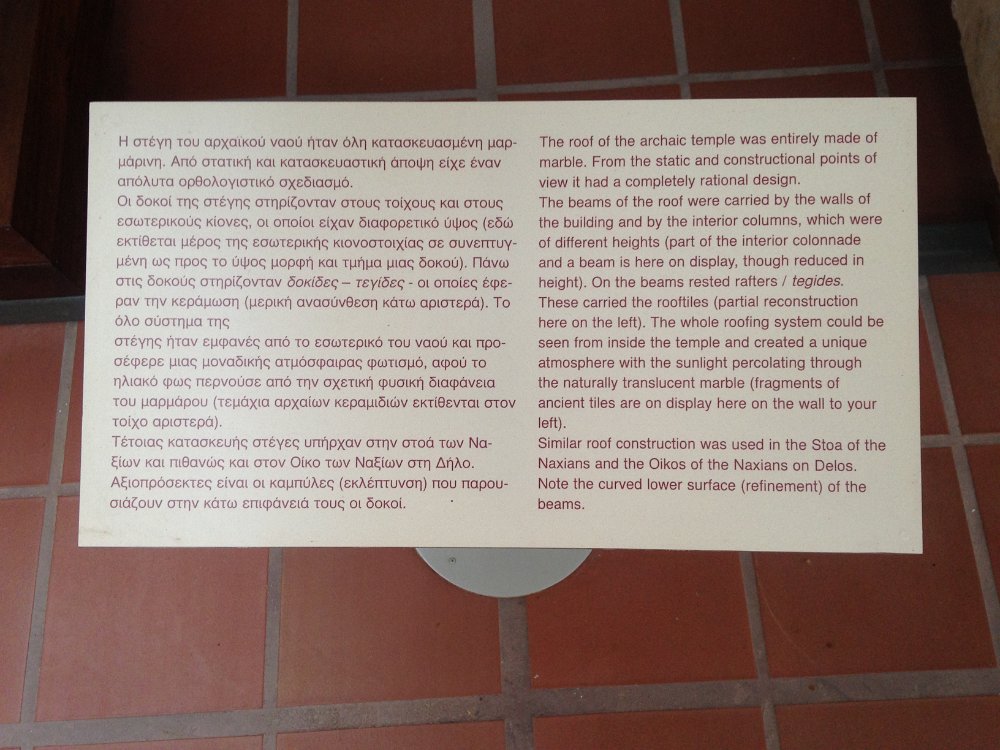 Η στέγη του αρχαϊκού ναού ήταν όλη κατασκευασμένη μαρ-
μάρινη. Από στατική και κατασκευαστική άποψη είχε έναν
απόλυτα ορθολογιστικό σχεδιασμό.
Οι δοκοί της στέγης στηρίζονταν στους τοίχους και στους
εσωτερικούς κίονες, οι οποίοι είχαν διαφορετικό ύψος (εδώ
εκτίθεται μέρος της εσωτερικής κιονοστοιχίας σε συνεπτυγ-
μένη ως προς το ύψος μορφή και τμήμα μιας δοκού). Πάνω
στις δοκούς στηρίζονταν δοκίδες – τεγίδες - οι οποίες έφε-
ραν την κεράμωση (μερική ανασύνθεση κάτω αριστερά). Το
όλο σύστημα της
στέγης ήταν εμφανές από το εσωτερικό του ναού και προ-
σέφερε μιας μοναδικής ατμόσφαιρας φωτισμό, αφού το
ηλιακό φως περνούσε από την σχετική φυσική διαφάνεια
του μαρμάρου (τεμάχια αρχαίων κεραμιδιών εκτίθενται στον
τοίχο αριστερά).
Τέτοιας κατασκευής στέγες υπήρχαν στην στοά των Να-
ξίων και πιθανώς και στον Οίκο των Ναξίων στη Δήλο.
Αξιοπρόσεκτες είναι οι καμπύλες (εκλέπτυνση) που παρου-
σιάζουν στην κάτω επιφάνειά τους οι δοκοί.
The roof of the archaic temple was entirely made of
marble. From the static and constructional points of
view it had a completely rational design.
The beams of the roof were carried by the walls of
the building and by the interior columns, which were
of different heights (part of the interior colonnade
and a beam is here on display, though reduced in
height). On the beams rested rafters / tegides.
These carried the rooftiles (partial reconstruction
here on the left). The whole roofing system could be
seen from inside the temple and created a unique
atmosphere with the sunlight percolating through
the naturally translucent marble (fragments of
ancient tiles are on display here on the wall to your
left).
Similar roof construction was used in the Stoa of the
Naxians and the Oikos of the Naxians on Delos.
Note the curved lower surface (refinement) of the
beams.